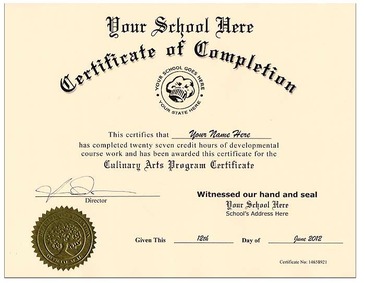 Your School Here
Certificate of Completion
YOUR SCHOOL GOES HERE
YOUR STATE HERE
This certifies that Your Name Here
has completed twenty seven credit hours of developmental
course work and has been awarded this certificate for the
Culinary Arts Program Certificate
Director
Witnessed our hand and seal
Your School Here
School's Address Here
Given This 12th Day of June 2012
Certificate No: 14658921